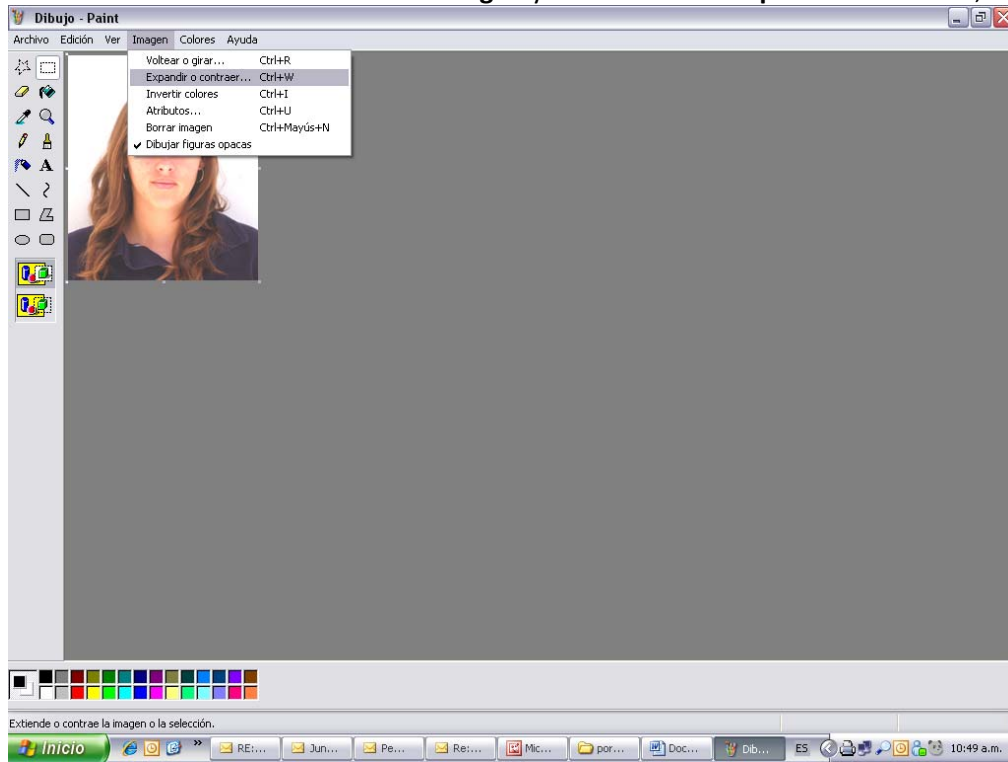 Dibujo - Paint
Archivo Edición Ver Imagen Colores Ayuda
Voltear o girar... Ctrl+R
Expandir o contraer... Ctrl+W
Invertir colores Ctrl+I
Atributos... Ctrl+U
Borrar imagen Ctrl+Mayús+N
Dibujar figuras opacas
A
Extiende o contrae la imagen o la selección.
Inicio » RE:... Jun... Pe... Re:... Mic... por... Doc... Dib... ES 10:49 a.m.